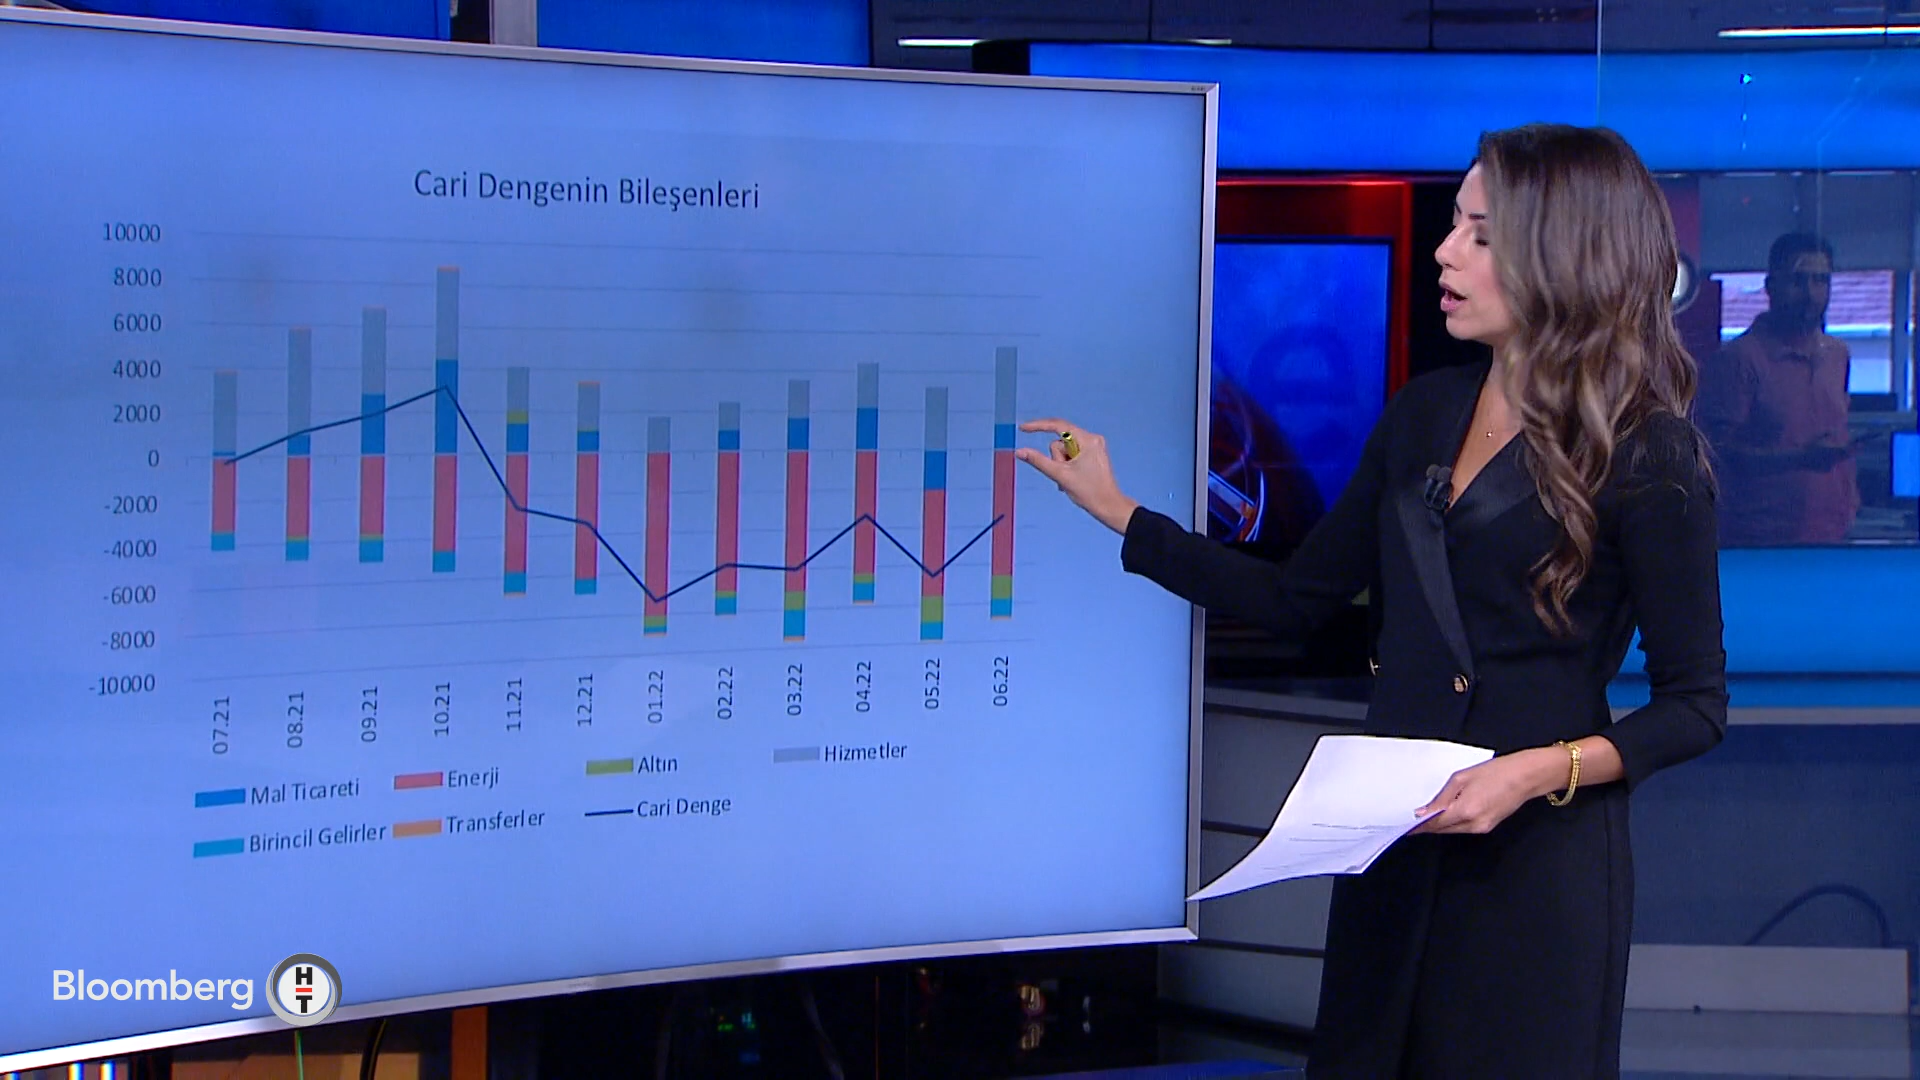 Cari Dengenin Bileşenleri
10000
8000
6000
4000
2000
0
-2000
-4000
-6000
-8000
-10000
07.21 08.21 09.21 10.21 11.21 12.21 01.22 02.22 03.22 04.22 05.22 06.22
Mal Ticareti Enerji Altın Hizmetler
Birincil Gelirler Transferler Cari Denge
Bloomberg HT